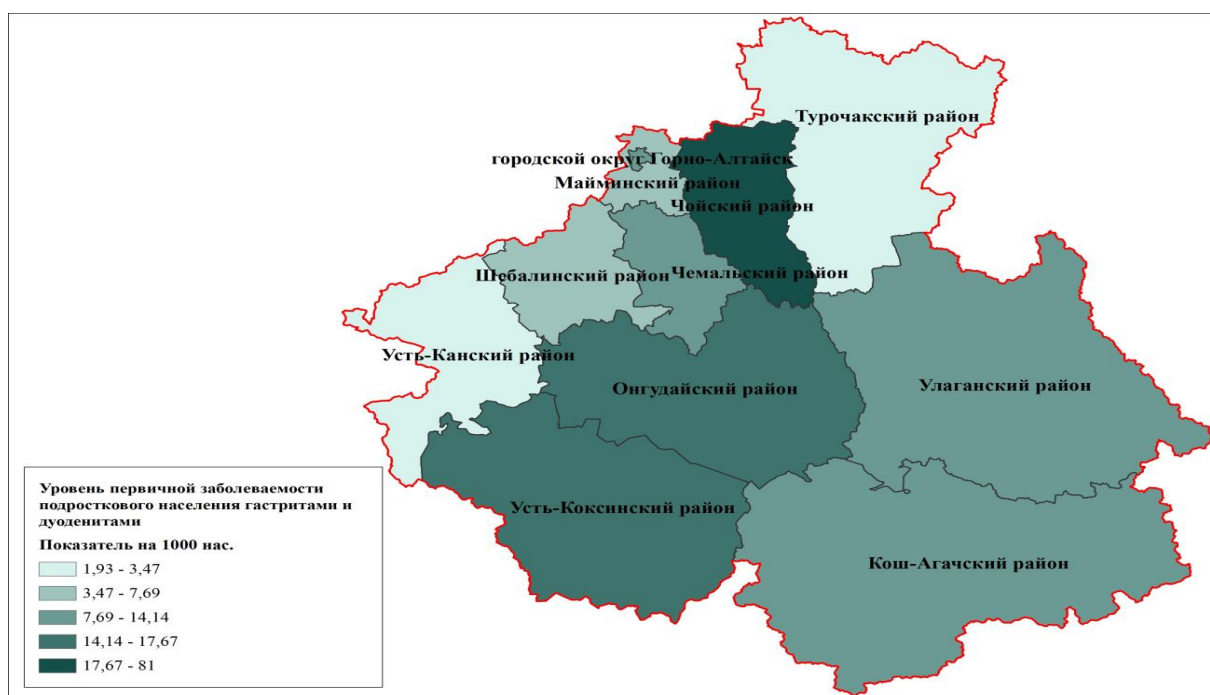 Турочакский район
городской округ Горно-Алтайск
Майминский район
Чойский район
Шебалинский район
Чемальский район
Усть-Канский район
Онгудайский район
Улаганский район
Усть-Коксинский район
Кош-Агачский район
Уровень первичной заболеваемости
подросткового населения гастритами и
дуоденитами
Показатель на 1000 нас.
1,93 - 3,47
3,47 - 7,69
7,69 - 14,14
14,14 - 17,67
17,67 - 81